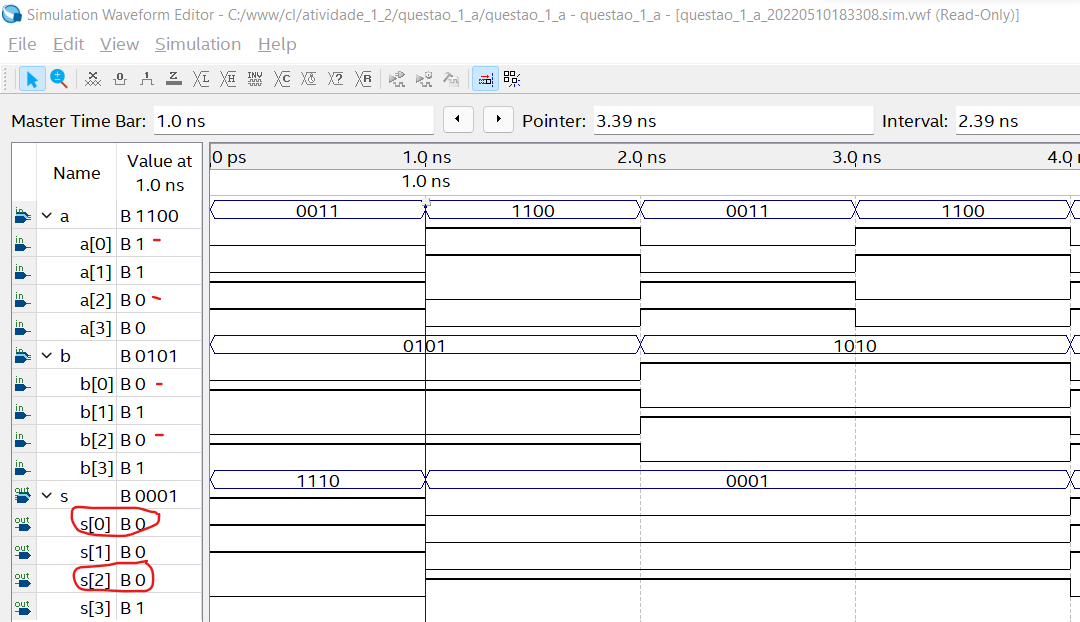 Simulation Waveform Editor - C:/www/cl/atividade_1_2/questao_1_a/questao_1_a - questao_1_a - [questao_1_a_20220510183308.sim.vwf (Read-Only)]
File Edit View Simulation Help
Master Time Bar: 1.0 ns Pointer: 3.39 ns Interval: 2.39 ns
Name Value at 1.0 ns 0 ps 1.0 ns 2.0 ns 3.0 ns 4.0
1.0 ns
a B 1100 0011 1100 0011 1100
in a[0] B 1
in a[1] B 1
in a[2] B 0
in a[3] B 0
b B 0101 0101 1010
in b[0] B 0
in b[1] B 1
in b[2] B 0
in b[3] B 1
out s B 0001 1110 0001
out s[0] B 0
out s[1] B 0
out s[2] B 0
out s[3] B 1